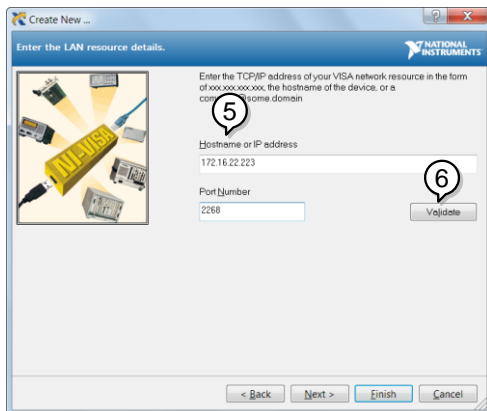 Create New ...
Enter the LAN resource details.
NATIONAL
INSTRUMENTS
Enter the TCP/IP address of your VISA network resource in the form
of xxx.xxx.xxx.xxx, the hostname of the device, or a
some.domain
5
Hostname or IP address
172.16.22.223
6
Port Number
2268
Validate
NI-VISA
< Back
Next >
Finish
Cancel